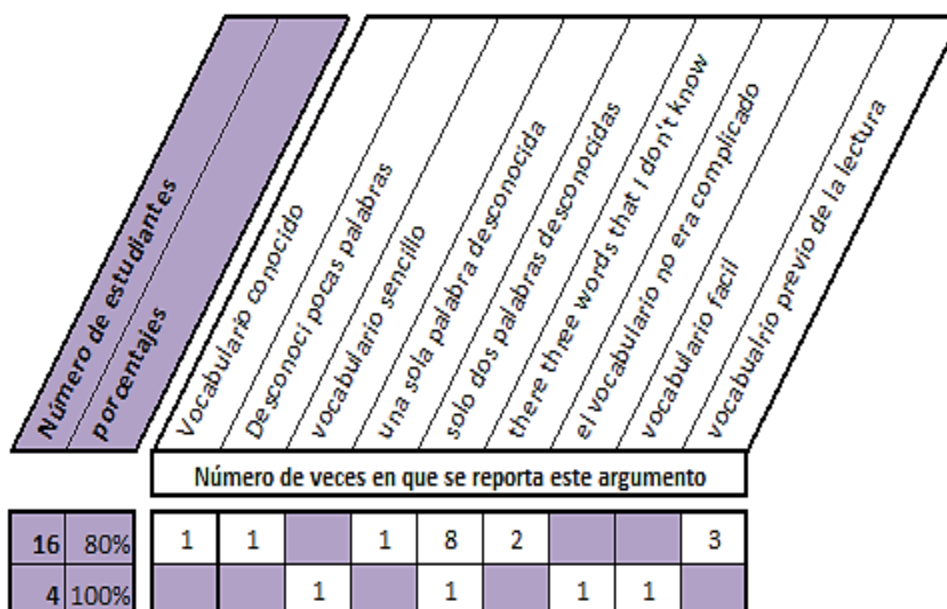 Número de estudiantes
porcentajes
Vocabulario conocido
Desconoci pocas palabras
vocabulario sencillo
una sola palabra desconocida
solo dos palabras desconocidas
there three words that I don't know
el vocabulario no era complicado
vocabulario facil
vocabualrio previo de la lectura
Número de veces en que se reporta este argumento
16 80% 1 1 1 8 2 3
4 100% 1 1 1 1